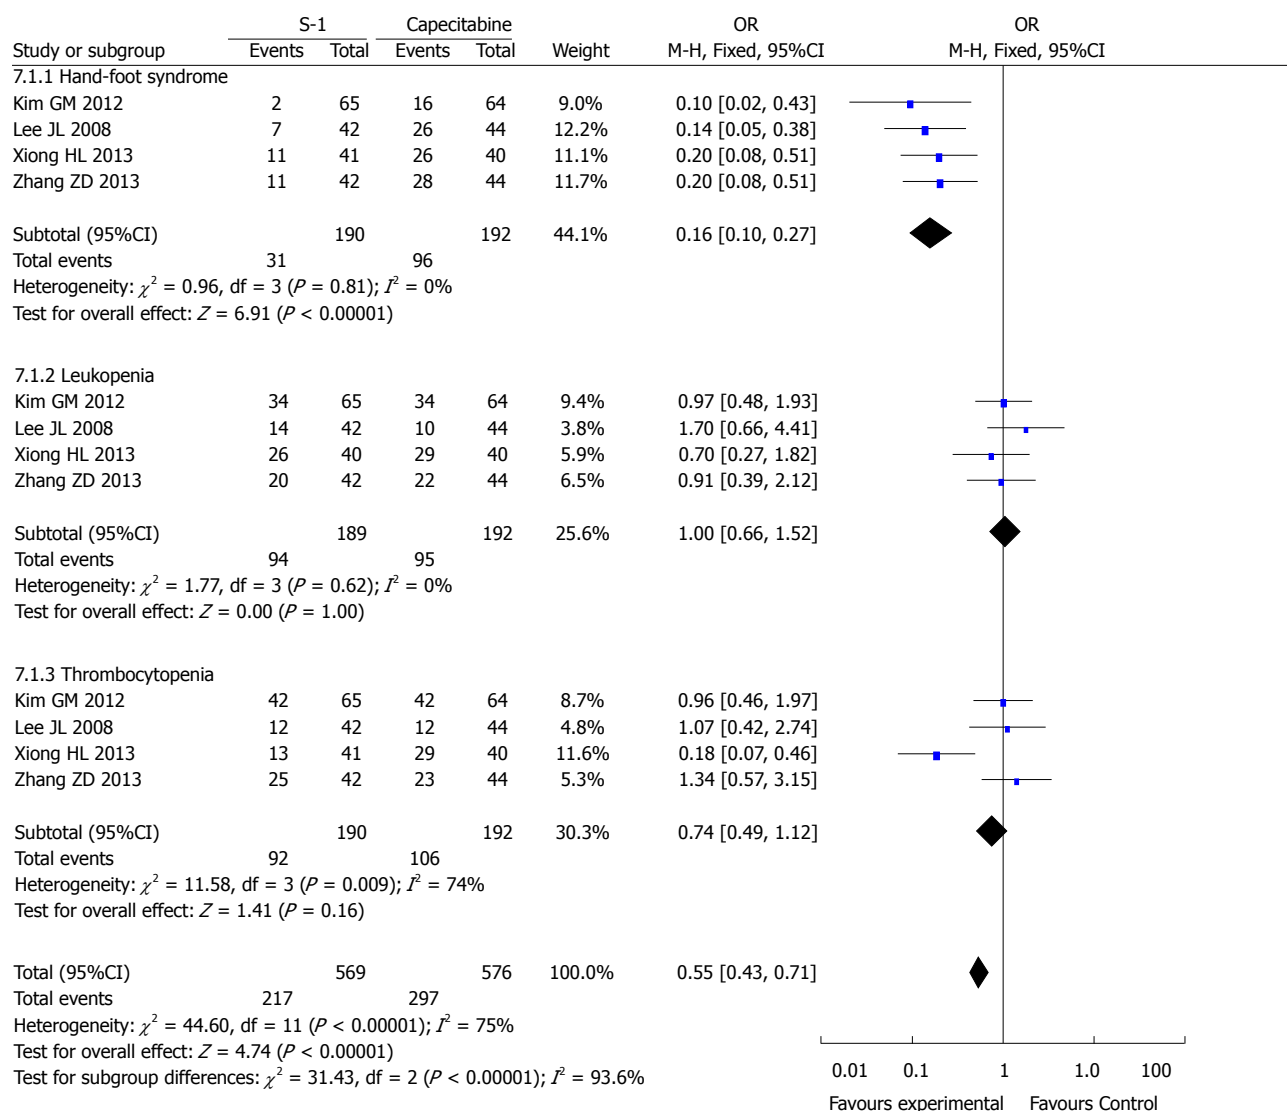 S-1 Capecitabine OR OR
Study or subgroup Events Total Events Total Weight M-H, Fixed, 95%CI M-H, Fixed, 95%CI
7.1.1 Hand-foot syndrome
Kim GM 2012 2 65 16 64 9.0% 0.10 [0.02, 0.43]
Lee JL 2008 7 42 26 44 12.2% 0.14 [0.05, 0.38]
Xiong HL 2013 11 41 26 40 11.1% 0.20 [0.08, 0.51]
Zhang ZD 2013 11 42 28 44 11.7% 0.20 [0.08, 0.51]
Subtotal (95%CI) 190 192 44.1% 0.16 [0.10, 0.27]
Total events 31 96
Heterogeneity: χ² = 0.96, df = 3 (P = 0.81); I² = 0%
Test for overall effect: Z = 6.91 (P < 0.00001)
7.1.2 Leukopenia
Kim GM 2012 34 65 34 64 9.4% 0.97 [0.48, 1.93]
Lee JL 2008 14 42 10 44 3.8% 1.70 [0.66, 4.41]
Xiong HL 2013 26 40 29 40 5.9% 0.70 [0.27, 1.82]
Zhang ZD 2013 20 42 22 44 6.5% 0.91 [0.39, 2.12]
Subtotal (95%CI) 189 192 25.6% 1.00 [0.66, 1.52]
Total events 94 95
Heterogeneity: χ² = 1.77, df = 3 (P = 0.62); I² = 0%
Test for overall effect: Z = 0.00 (P = 1.00)
7.1.3 Thrombocytopenia
Kim GM 2012 42 65 42 64 8.7% 0.96 [0.46, 1.97]
Lee JL 2008 12 42 12 44 4.8% 1.07 [0.42, 2.74]
Xiong HL 2013 13 41 29 40 11.6% 0.18 [0.07, 0.46]
Zhang ZD 2013 25 42 23 44 5.3% 1.34 [0.57, 3.15]
Subtotal (95%CI) 190 192 30.3% 0.74 [0.49, 1.12]
Total events 92 106
Heterogeneity: χ² = 11.58, df = 3 (P = 0.009); I² = 74%
Test for overall effect: Z = 1.41 (P = 0.16)
Total (95%CI) 569 576 100.0% 0.55 [0.43, 0.71]
Total events 217 297
Heterogeneity: χ² = 44.60, df = 11 (P < 0.00001); I² = 75%
Test for overall effect: Z = 4.74 (P < 0.00001)
Test for subgroup differences: χ² = 31.43, df = 2 (P < 0.00001); I² = 93.6%
0.01 0.1 1 1.0 100
Favours experimental Favours Control